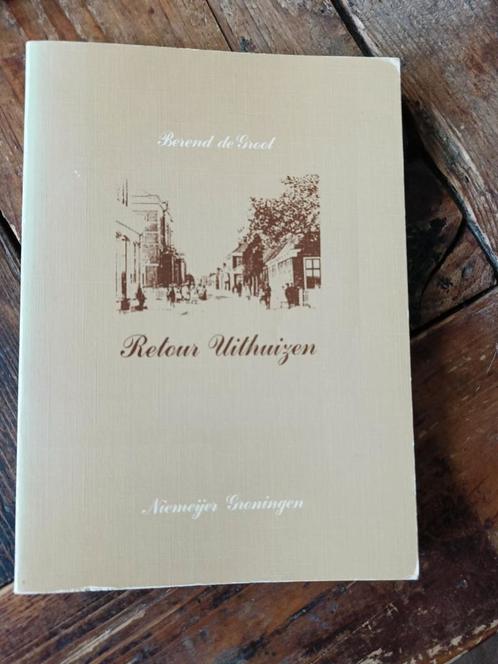 Berend de Groot
Retour Uithuizen
Niemeijer Groningen